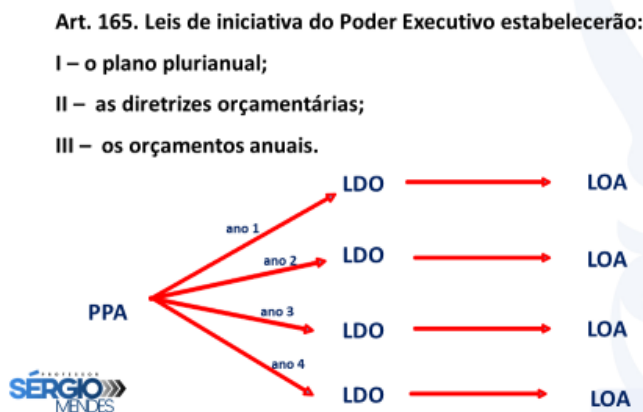 Art. 165. Leis de iniciativa do Poder Executivo estabelecerão:
I – o plano plurianual;
II – as diretrizes orçamentárias;
III – os orçamentos anuais.
LDO LOA
ano 1
LDO LOA
ano 2
PPA
ano 3
LDO LOA
ano 4
LDO LOA
PROFESSOR
SÉRGIO
MENDES